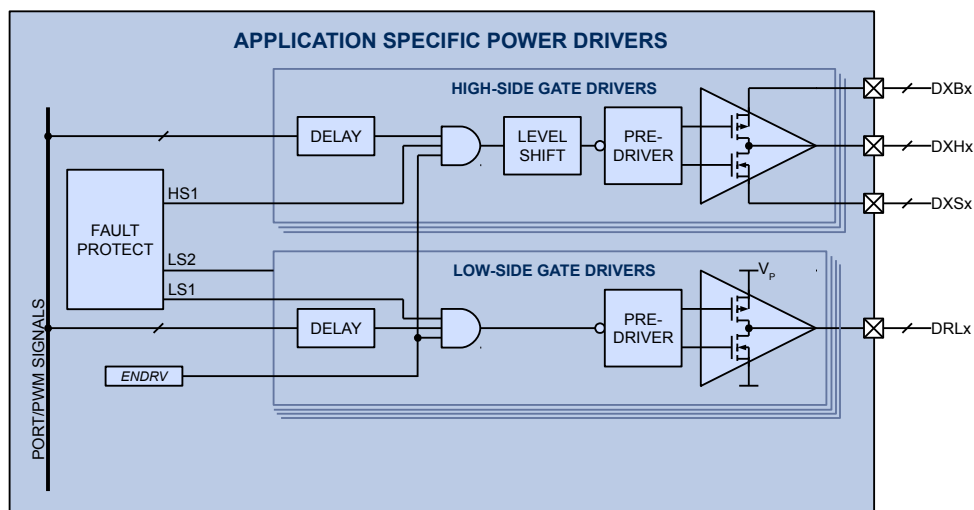 APPLICATION SPECIFIC POWER DRIVERS
HIGH-SIDE GATE DRIVERS
DXBx
DELAY
LEVEL
SHIFT
PRE-
DRIVER
DXHx
HS1
DXSx
FAULT
PROTECT
LS2
LS1
LOW-SIDE GATE DRIVERS
VP
DELAY
PRE-
DRIVER
DRLx
ENDRV
PORT/PWM SIGNALS